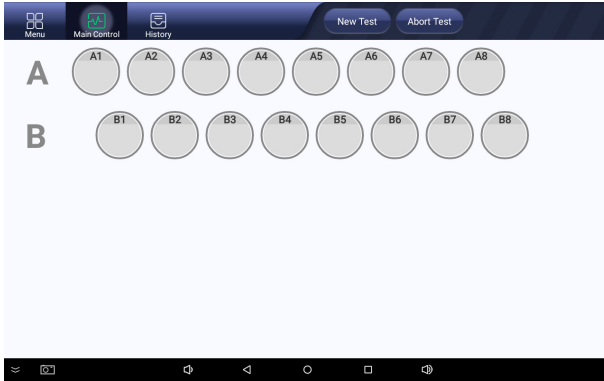 Menu Main Control History New Test Abort Test
A A1 A2 A3 A4 A5 A6 A7 A8
B B1 B2 B3 B4 B5 B6 B7 B8